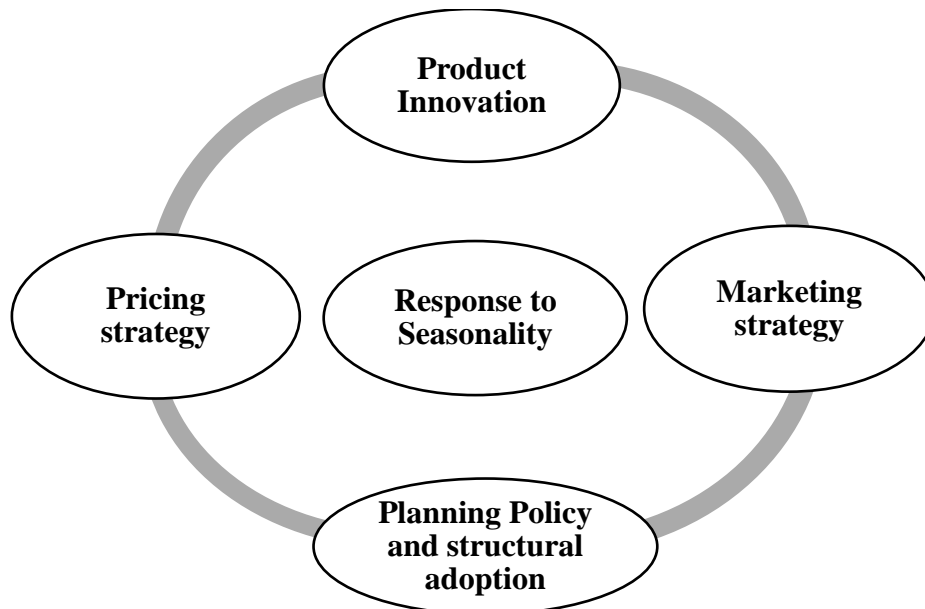 Product
Innovation
Pricing
strategy
Response to
Seasonality
Marketing
strategy
Planning Policy
and structural
adoption